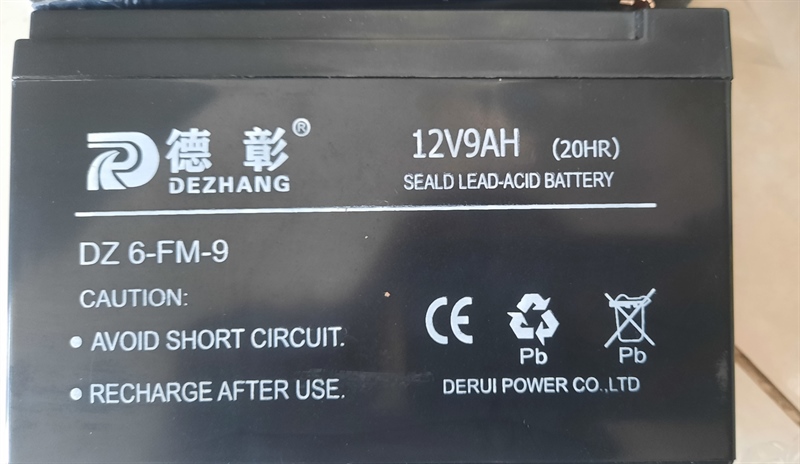 德彰®
DEZHANG
12V9AH (20HR)
SEALD LEAD-ACID BATTERY
DZ 6-FM-9
CAUTION:
• AVOID SHORT CIRCUIT.
• RECHARGE AFTER USE.
CE
Pb
Pb
DERUI POWER CO.,LTD